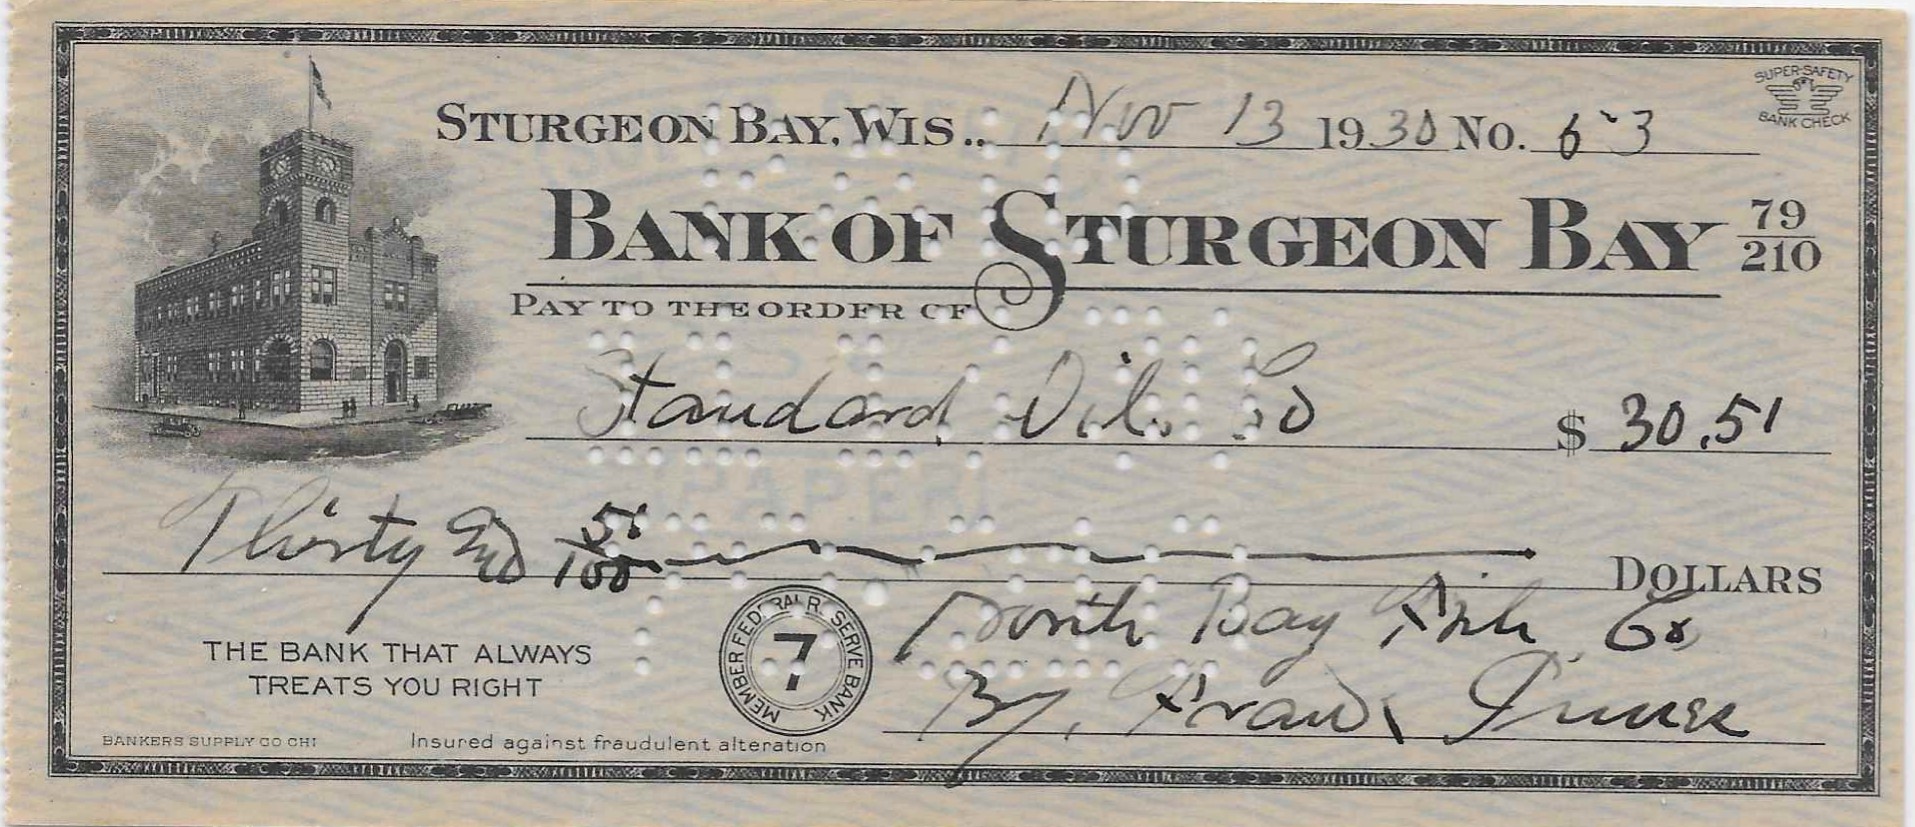 SUPER-SAFETY
BANK CHECK
STURGEON BAY, WIS.. Nov 13 1930 No. 6-3
BANK OF STURGEON BAY 79/210
PAY TO THE ORDER OF
Standard Oil Co $ 30.51
Thirty and 51/100 DOLLARS
North Bay Fish Co
THE BANK THAT ALWAYS
TREATS YOU RIGHT
MEMBER FEDERAL RESERVE BANK
7
By, Frank
BANKERS SUPPLY CO CHI
Insured against fraudulent alteration
PAPER